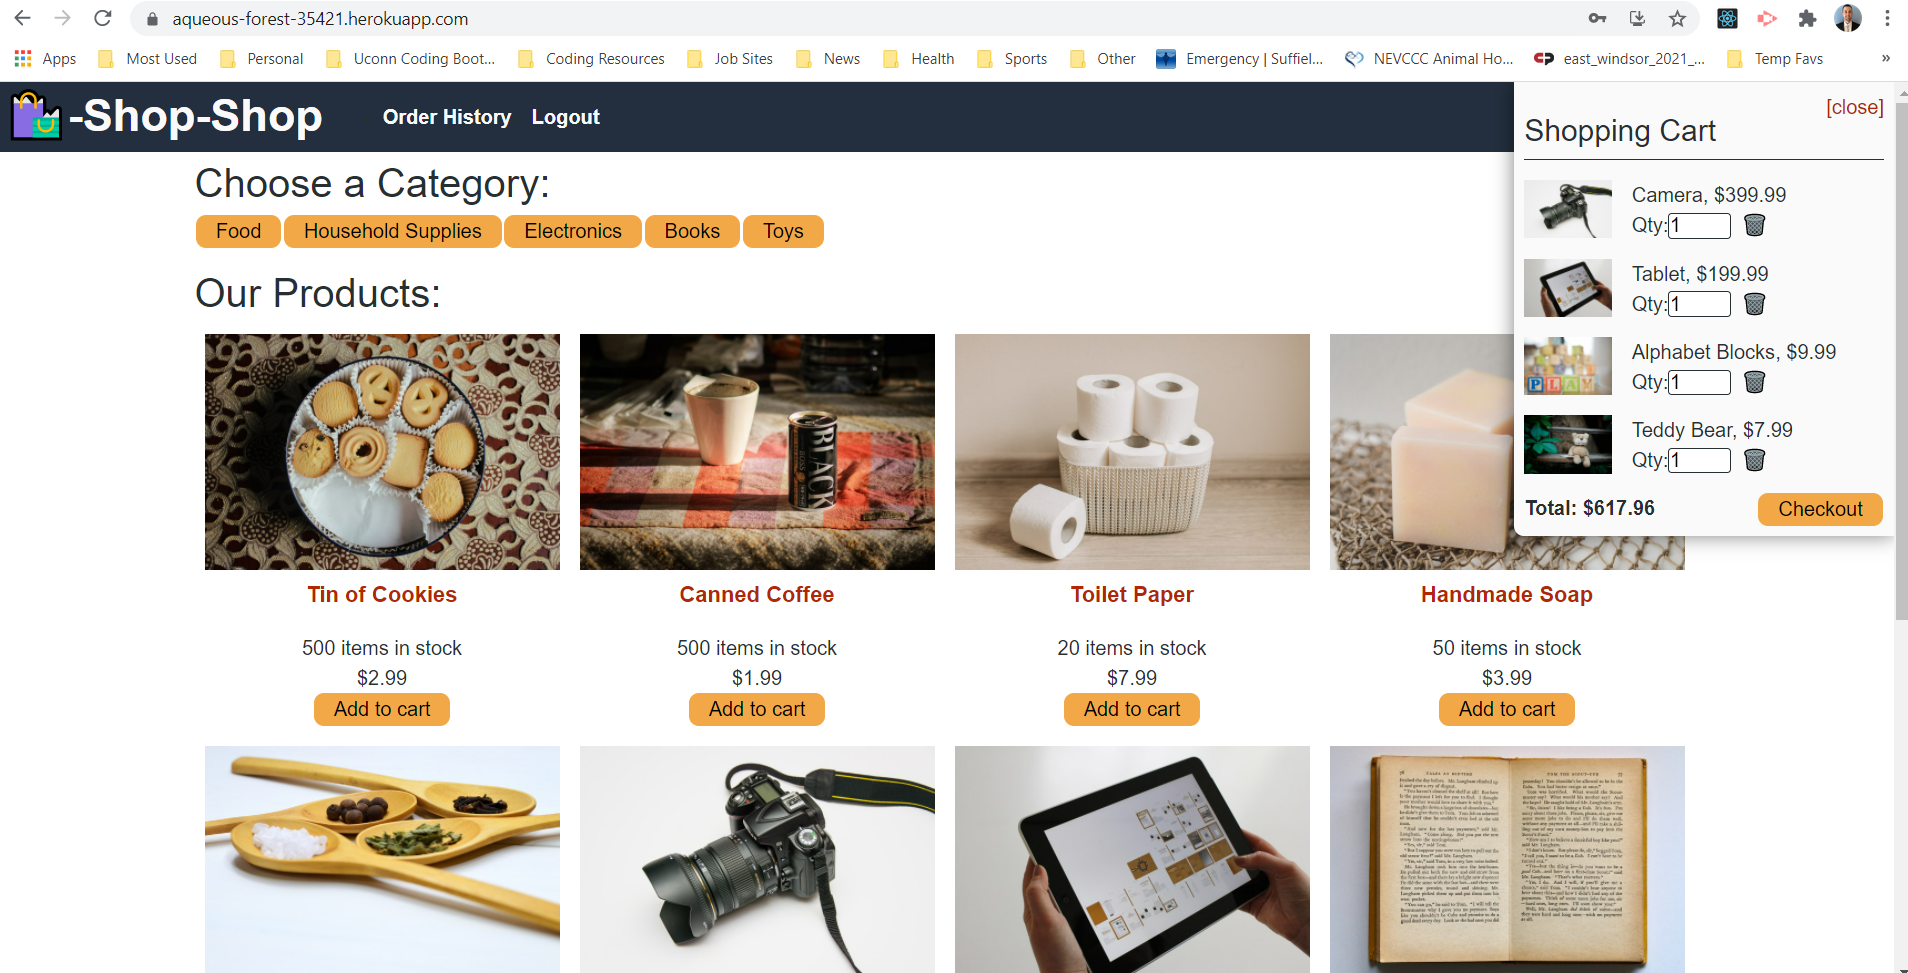 aqueous-forest-35421.herokuapp.com
Apps Most Used Personal Uconn Coding Boot... Coding Resources Job Sites News Health Sports Other Emergency | Suffiel... NEVCCC Animal Ho... east_windsor_2021_... Temp Favs »
-Shop-Shop Order History Logout
[close]
Shopping Cart
Camera, $399.99
Qty:1
Tablet, $199.99
Qty:1
Alphabet Blocks, $9.99
PLAY
Qty:1
Teddy Bear, $7.99
Qty:1
Total: $617.96 Checkout
Choose a Category:
Food Household Supplies Electronics Books Toys
Our Products:
BLACK
BOSS
Tin of Cookies Canned Coffee Toilet Paper Handmade Soap
500 items in stock 500 items in stock 20 items in stock 50 items in stock
$2.99 $1.99 $7.99 $3.99
Add to cart Add to cart Add to cart Add to cart